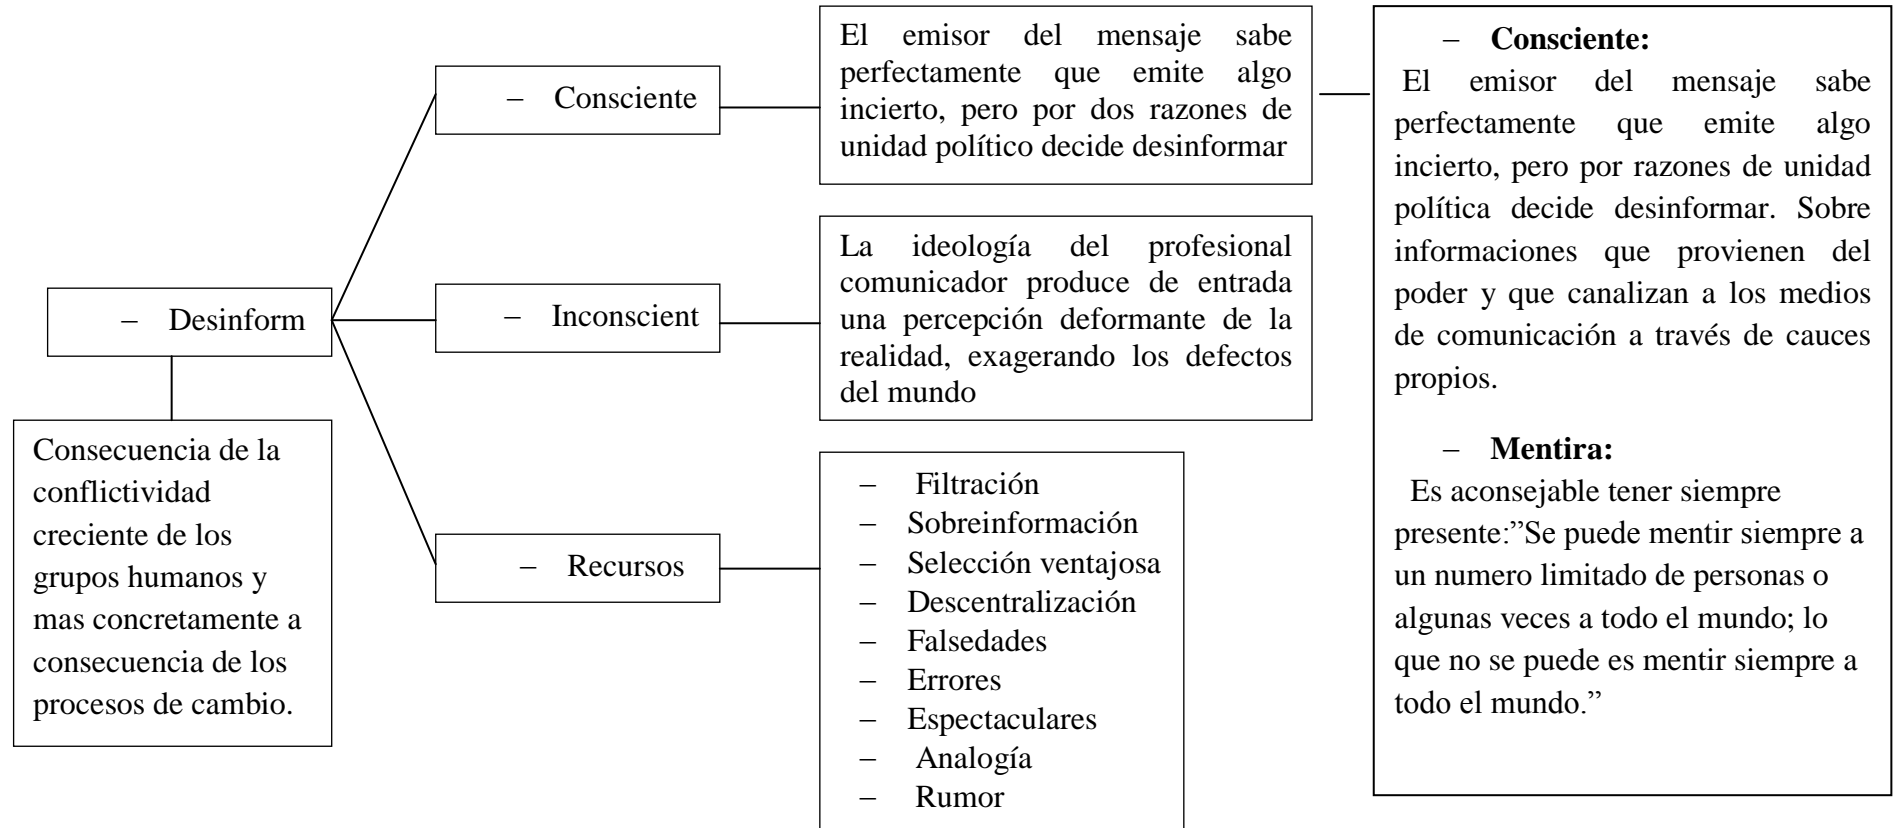 – Desinform
Consecuencia de la
conflictividad
creciente de los
grupos humanos y
mas concretamente a
consecuencia de los
procesos de cambio.
– Consciente
El emisor del mensaje sabe
perfectamente que emite algo
incierto, pero por dos razones de
unidad político decide desinformar
– Inconscient
La ideología del profesional
comunicador produce de entrada
una percepción deformante de la
realidad, exagerando los defectos
del mundo
– Recursos
– Filtración
– Sobreinformación
– Selección ventajosa
– Descentralización
– Falsedades
– Errores
– Espectaculares
– Analogía
– Rumor
– Consciente:
El emisor del mensaje sabe
perfectamente que emite algo
incierto, pero por razones de unidad
política decide desinformar. Sobre
informaciones que provienen del
poder y que canalizan a los medios
de comunicación a través de cauces
propios.
– Mentira:
Es aconsejable tener siempre
presente:”Se puede mentir siempre a
un numero limitado de personas o
algunas veces a todo el mundo; lo
que no se puede es mentir siempre a
todo el mundo.”